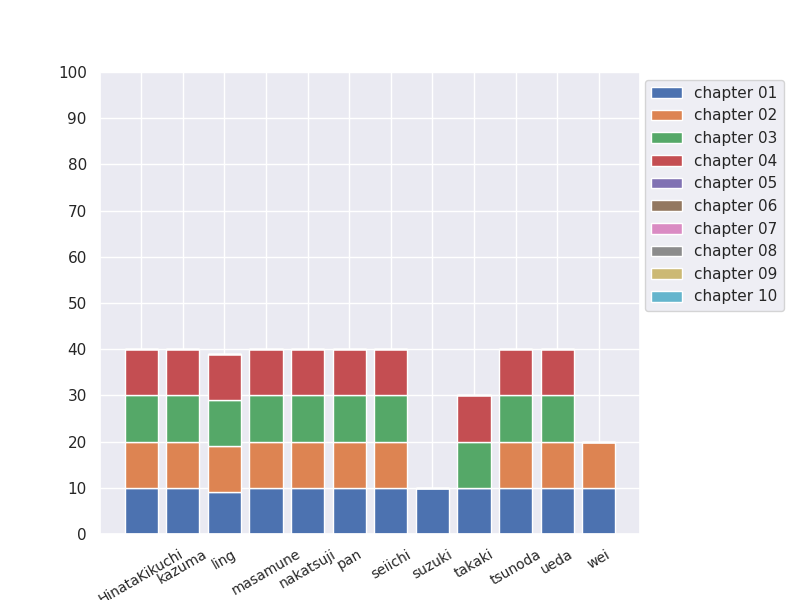 100
90
80
70
60
50
40
30
20
10
0
HinataKikuchi
kazuma
ling
masamune
nakatsuji
pan
seiichi
suzuki
takaki
tsunoda
ueda
wei
chapter 01
chapter 02
chapter 03
chapter 04
chapter 05
chapter 06
chapter 07
chapter 08
chapter 09
chapter 10